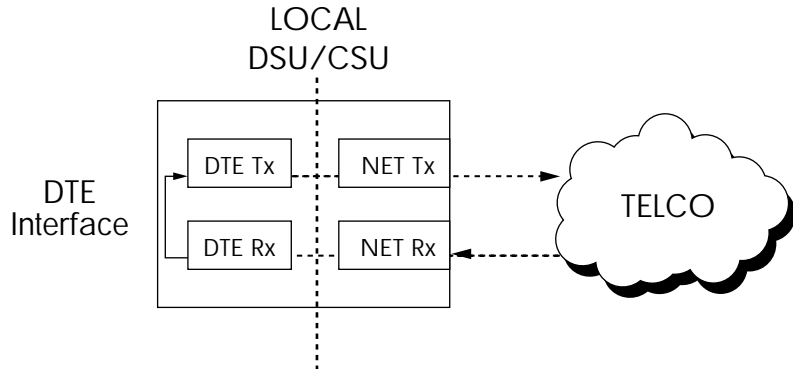 LOCAL
DSU/CSU
DTE Tx
NET Tx
DTE
Interface
TELCO
DTE Rx
NET Rx